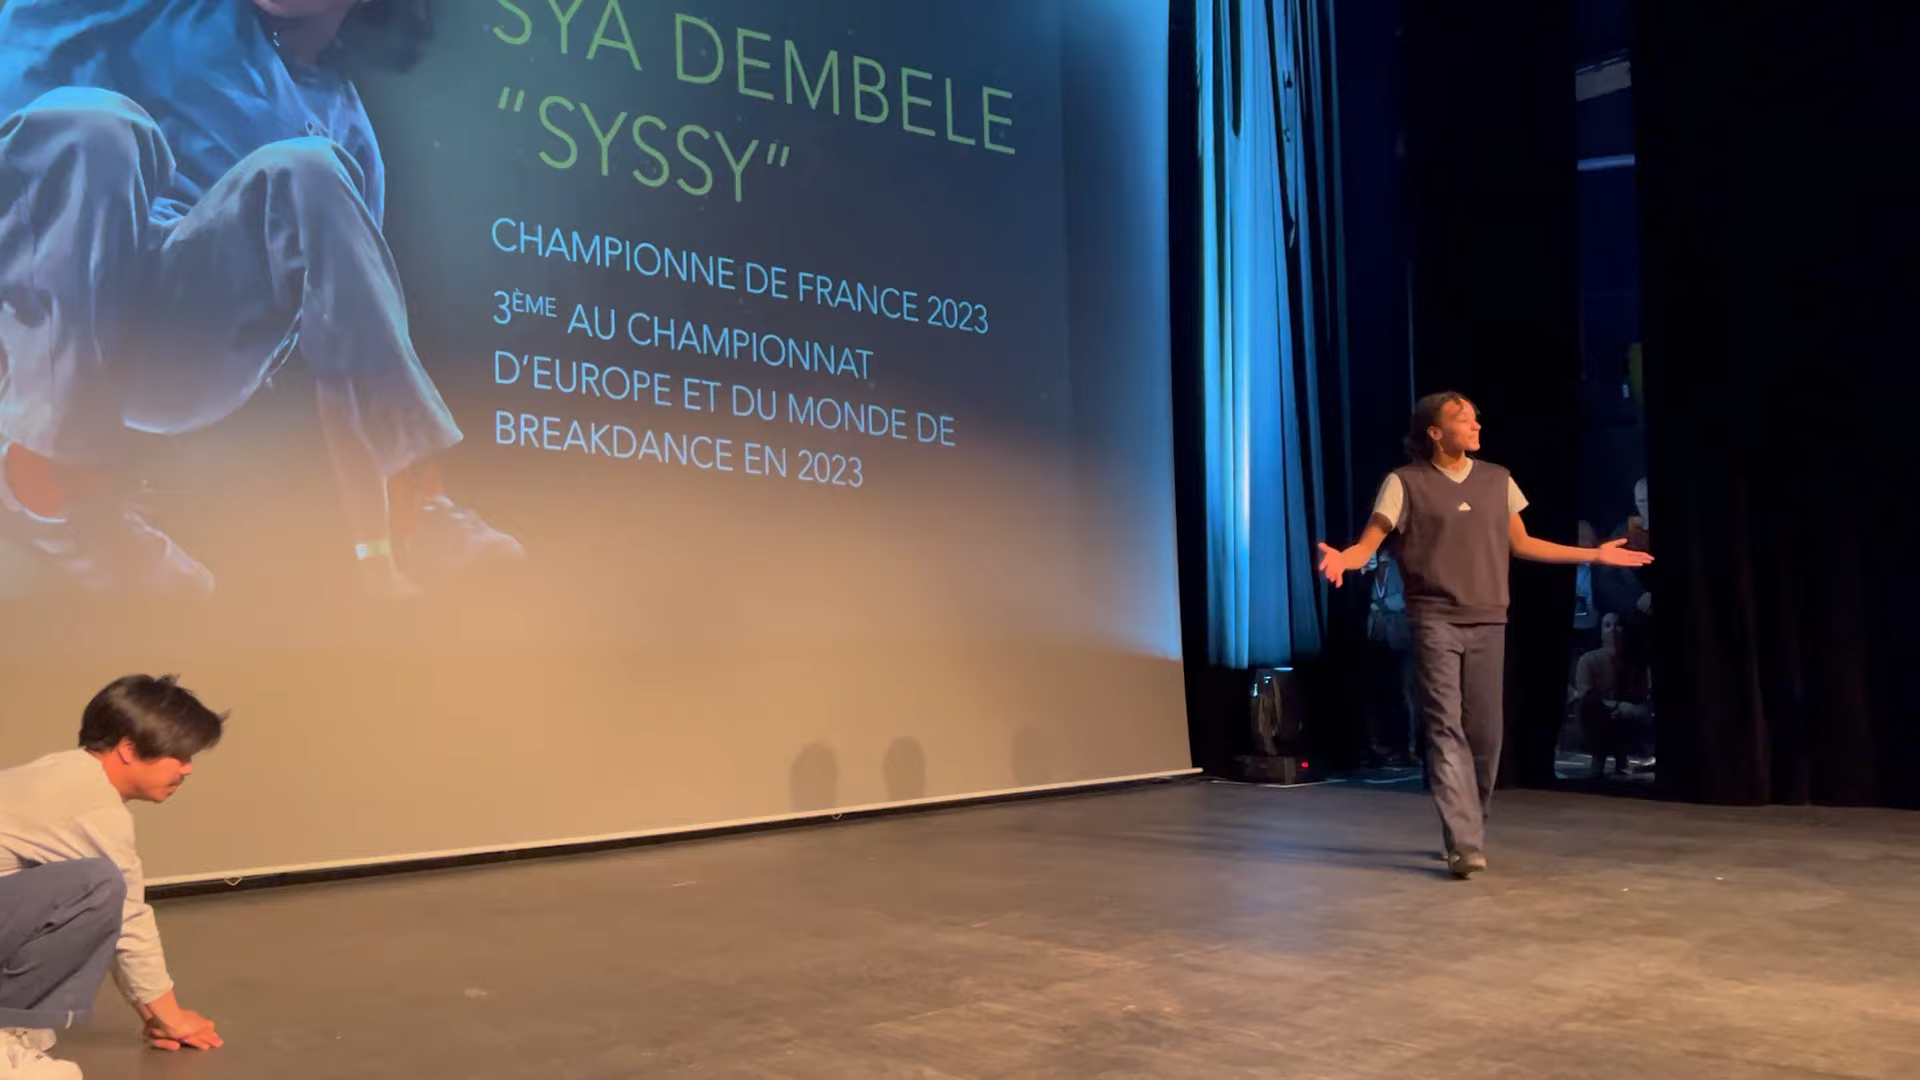 SYA DEMBELE
"SYSSY"
CHAMPIONNE DE FRANCE 2023
3ÈME AU CHAMPIONNAT
D'EUROPE ET DU MONDE DE
BREAKDANCE EN 2023